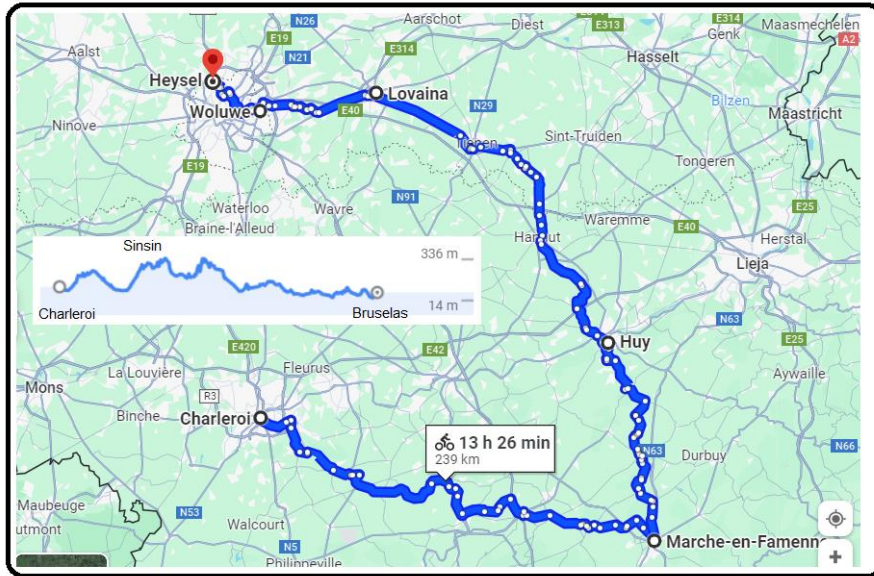 N26
Aarschot
Diest
E313
Genk
E314
Maasmechelen
E19
E314
A2
Aalst
N21
Hasselt
Heysel
Lovaina
Bilzen
Woluwe
E40
N29
Maastricht
Ninove
Tienen
Sint-Truiden
E19
Tongeren
N91
E25
Waterloo
Wavre
Waremme
Braine-l'Alleud
E40
Herstal
Sinsin
Hannut
336 m
Lieja
14 m
Charleroi
Bruselas
N63
E420
E42
Huy
E25
La Louvière
Fleurus
Aywaille
Mons
R3
Binche
Charleroi
13 h 26 min
239 km
N63
Durbuy
N66
Maubeuge
N53
Walcourt
Marche-en-Famenne
N5
Philippeville